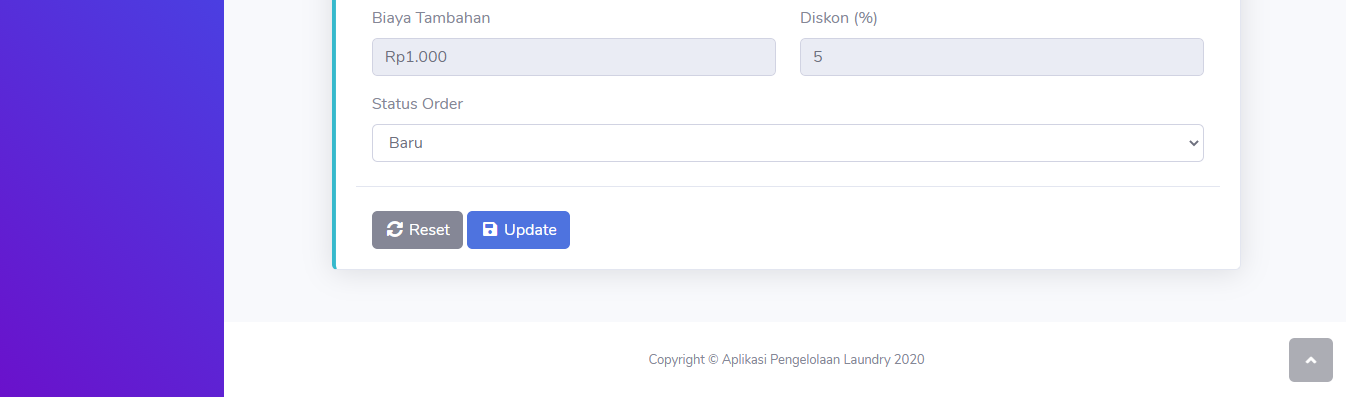 Biaya Tambahan
Diskon (%)
Rp1.000
5
Status Order
Baru
Reset
Update
Copyright © Aplikasi Pengelolaan Laundry 2020